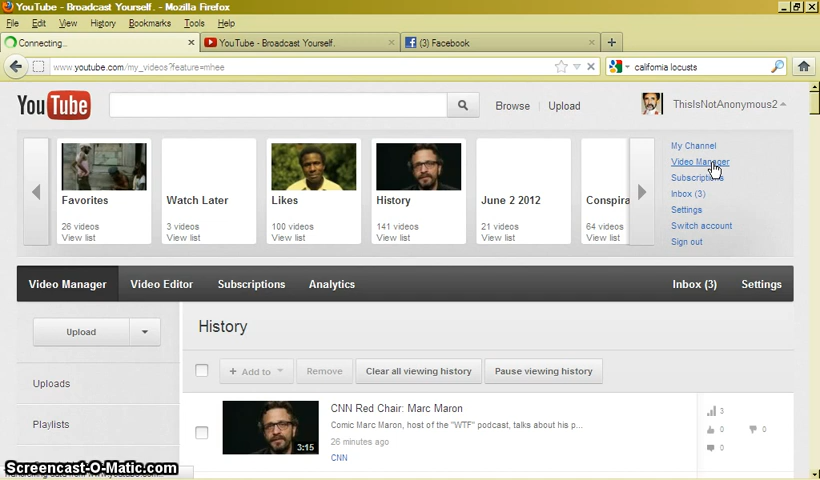 YouTube - Broadcast Yourself. - Mozilla Firefox
File Edit View History Bookmarks Tools Help
Connecting... YouTube - Broadcast Yourself. (3) Facebook
www.youtube.com/my_videos?feature=mhee california locusts
YouTube Browse Upload ThisIsNotAnonymous2
My Channel
Video Manager
Subscriptions
Inbox (3)
Settings
Switch account
Sign out
Favorites Watch Later Likes History June 2 2012 Conspira
26 videos 3 videos 100 videos 141 videos 21 videos 64 videos
View list View list View list View list View list View list
Video Manager Video Editor Subscriptions Analytics Inbox (3) Settings
Upload
Uploads
Playlists
History
+ Add to Remove Clear all viewing history Pause viewing history
3:15
CNN Red Chair: Marc Maron
Comic Marc Maron, host of the "WTF" podcast, talks about his p...
26 minutes ago
CNN
3
0 0
0
Screencast-O-Matic.com